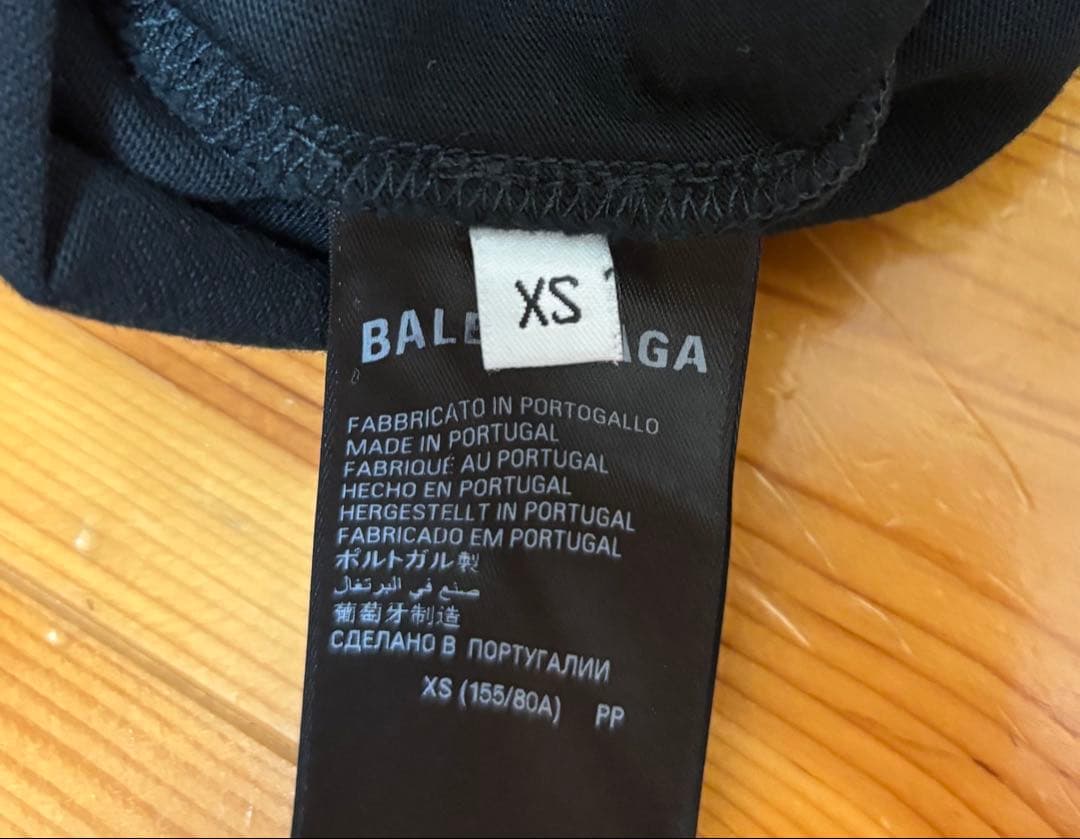 XS
BALE AGA
FABBRICATO IN PORTOGALLO
MADE IN PORTUGAL
FABRIQUÉ AU PORTUGAL
HECHO EN PORTUGAL
HERGESTELLT IN PORTUGAL
FABRICADO EM PORTUGAL
ポルトガル製
صنع في البرتغال
葡萄牙制造
СДЕЛАНО В ПОРТУГАЛИИ
XS (155/80A) PP